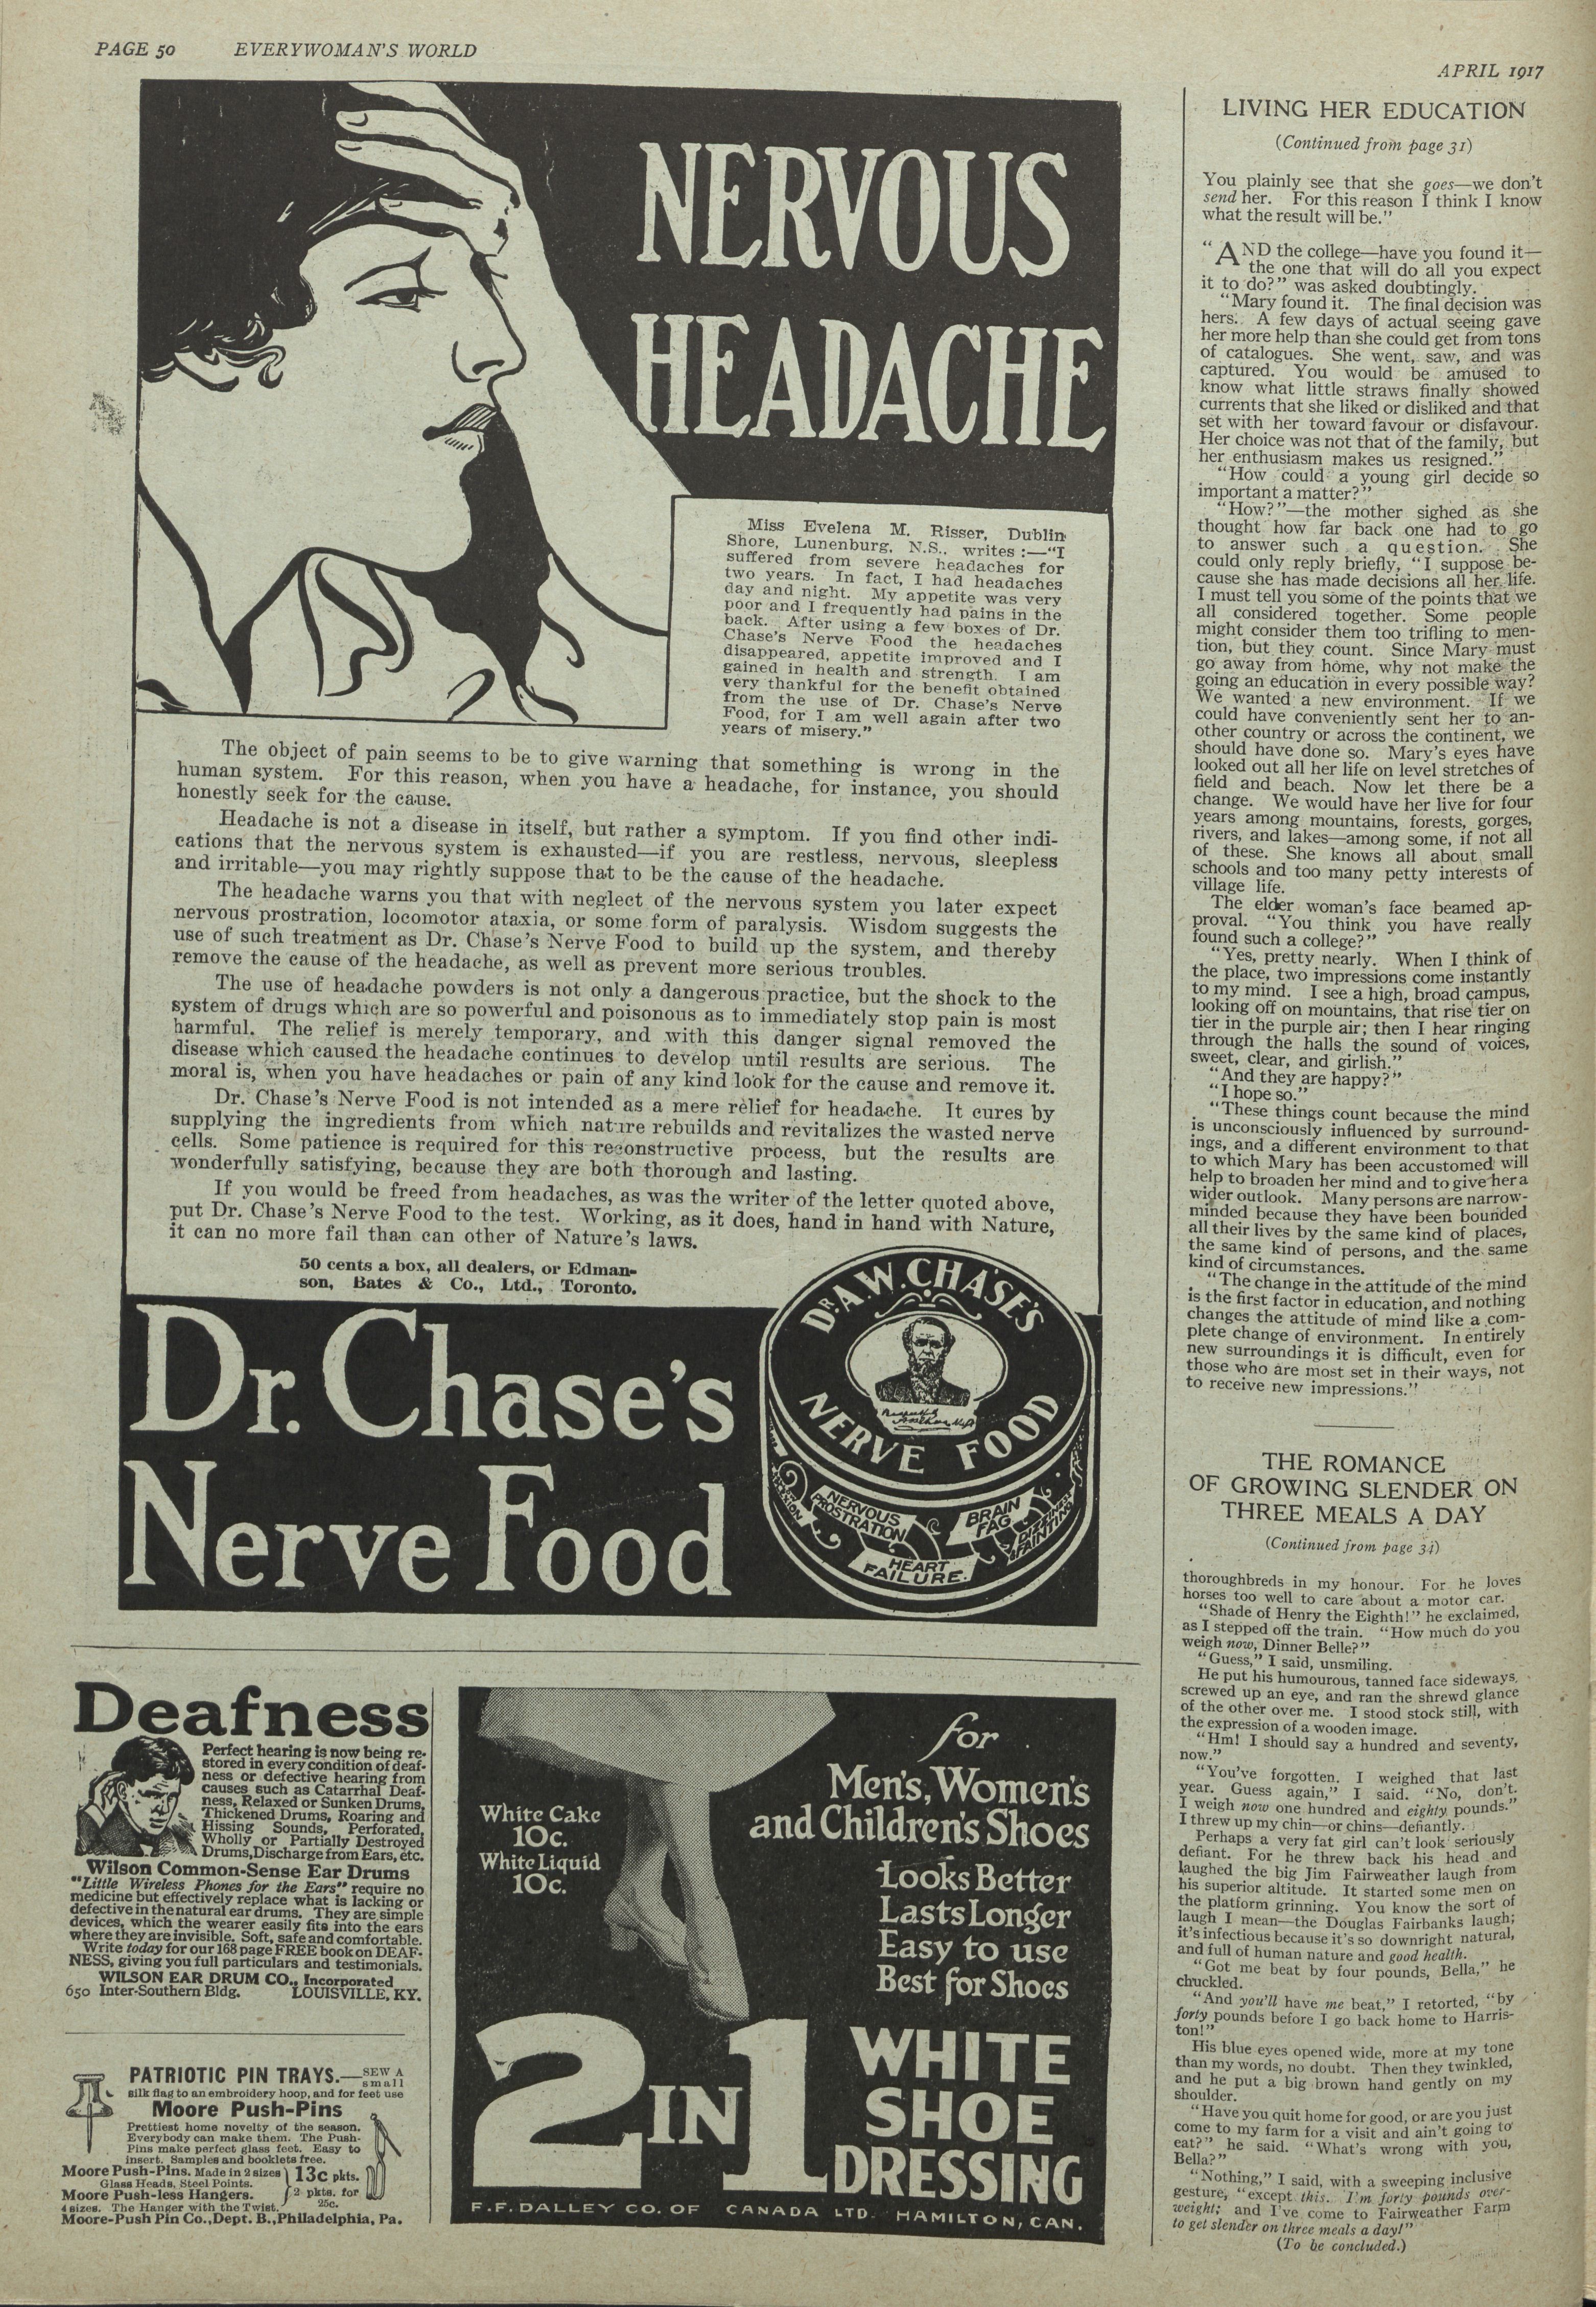 PAGE 50 EVERYWOMAN'S WORLD
APRIL 1917
NERVOUS
HEADACHE
Miss Evelena M. Risser, Dublin
Shore, Lunenburg, N.S., writes:—"I
suffered from severe headaches for
two years. In fact, I had headaches
day and night. My appetite was very
poor and I frequently had pains in the
back. After using a few boxes of Dr.
Chase's Nerve Food the headaches
disappeared, appetite improved and I
gained in health and strength. I am
very thankful for the benefit obtained
from the use of Dr. Chase's Nerve
Food, for I am well again after two
years of misery."
The object of pain seems to be to give warning that something is wrong in the
human system. For this reason, when you have a headache, for instance, you should
honestly seek for the cause.
Headache is not a disease in itself, but rather a symptom. If you find other indi-
cations that the nervous system is exhausted—if you are restless, nervous, sleepless
and irritable—you may rightly suppose that to be the cause of the headache.
The headache warns you that with neglect of the nervous system you later expect
nervous prostration, locomotor ataxia, or some form of paralysis. Wisdom suggests the
use of such treatment as Dr. Chase's Nerve Food to build up the system, and thereby
remove the cause of the headache, as well as prevent more serious troubles.
The use of headache powders is not only a dangerous practice, but the shock to the
system of drugs which are so powerful and poisonous as to immediately stop pain is most
harmful. The relief is merely temporary, and with this danger signal removed the
disease which caused the headache continues to develop until results are serious. The
moral is, when you have headaches or pain of any kind look for the cause and remove it.
Dr. Chase's Nerve Food is not intended as a mere relief for headache. It cures by
supplying the ingredients from which nature rebuilds and revitalizes the wasted nerve
cells. Some patience is required for this reconstructive process, but the results are
wonderfully satisfying, because they are both thorough and lasting.
If you would be freed from headaches, as was the writer of the letter quoted above,
put Dr. Chase's Nerve Food to the test. Working, as it does, hand in hand with Nature,
it can no more fail than can other of Nature's laws.
50 cents a box, all dealers, or Edman-
son, Bates & Co., Ltd., Toronto.
Dr. Chase's
Nerve Food
DR. A.W. CHASE'S
NERVE FOOD
NERVOUS
PROSTRATION
BRAIN
FAG
HEART
FAILURE.
DIZZINESS
FAINTING
Deafness
Perfect hearing is now being re-
stored in every condition of deaf-
ness or defective hearing from
causes such as Catarrhal Deaf-
ness, Relaxed or Sunken Drums,
Thickened Drums, Roaring and
Hissing Sounds, Perforated,
Wholly or Partially Destroyed
Drums, Discharge from Ears, etc.
Wilson Common-Sense Ear Drums
"Little Wireless Phones for the Ears" require no
medicine but effectively replace what is lacking or
defective in the natural ear drums. They are simple
devices, which the wearer easily fits into the ears
where they are invisible. Soft, safe and comfortable.
Write today for our 168 page FREE book on DEAF-
NESS, giving you full particulars and testimonials.
WILSON EAR DRUM CO., Incorporated
650 Inter-Southern Bldg. LOUISVILLE, KY.
PATRIOTIC PIN TRAYS.—SEW A
small
silk flag to an embroidery hoop, and for feet use
Moore Push-Pins
Prettiest home novelty of the season.
Everybody can make them. The Push-
Pins make perfect glass feet. Easy to
insert. Samples and booklets free.
Moore Push-Pins. Made in 2 sizes
Glass Heads, Steel Points.
Moore Push-less Hangers.
4 sizes. The Hanger with the Twist.
13c pkts.
2 pkts. for
25c.
Moore-Push Pin Co., Dept. B., Philadelphia, Pa.
for
Men's, Women's
and Children's Shoes
White Cake
10c.
White Liquid
10c.
Looks Better
Lasts Longer
Easy to use
Best for Shoes
2 IN 1
WHITE
SHOE
DRESSING
F.F. DALLEY CO. OF CANADA LTD. HAMILTON, CAN.
LIVING HER EDUCATION
(Continued from page 31)
You plainly see that she goes—we don't
send her. For this reason I think I know
what the result will be."
"AND the college—have you found it—
the one that will do all you expect
it to do?" was asked doubtingly.
"Mary found it. The final decision was
hers. A few days of actual seeing gave
her more help than she could get from tons
of catalogues. She went, saw, and was
captured. You would be amused to
know what little straws finally showed
currents that she liked or disliked and that
set with her toward favour or disfavour.
Her choice was not that of the family, but
her enthusiasm makes us resigned."
"How could a young girl decide so
important a matter?"
"How?"—the mother sighed as she
thought how far back one had to go
to answer such a question. She
could only reply briefly, "I suppose be-
cause she has made decisions all her life.
I must tell you some of the points that we
all considered together. Some people
might consider them too trifling to men-
tion, but they count. Since Mary must
go away from home, why not make the
going an education in every possible way?
We wanted a new environment. If we
could have conveniently sent her to an-
other country or across the continent, we
should have done so. Mary's eyes have
looked out all her life on level stretches of
field and beach. Now let there be a
change. We would have her live for four
years among mountains, forests, gorges,
rivers, and lakes—among some, if not all
of these. She knows all about small
schools and too many petty interests of
village life.
The elder woman's face beamed ap-
proval. "You think you have really
found such a college?"
"Yes, pretty nearly. When I think of
the place, two impressions come instantly
to my mind. I see a high, broad campus,
looking off on mountains, that rise tier on
tier in the purple air; then I hear ringing
through the halls the sound of voices,
sweet, clear, and girlish."
"And they are happy?"
"I hope so."
"These things count because the mind
is unconsciously influenced by surround-
ings, and a different environment to that
to which Mary has been accustomed will
help to broaden her mind and to give her a
wider outlook. Many persons are narrow-
minded because they have been bounded
all their lives by the same kind of places,
the same kind of persons, and the same
kind of circumstances.
"The change in the attitude of the mind
is the first factor in education, and nothing
changes the attitude of mind like a com-
plete change of environment. In entirely
new surroundings it is difficult, even for
those who are most set in their ways, not
to receive new impressions."
THE ROMANCE
OF GROWING SLENDER ON
THREE MEALS A DAY
(Continued from page 34)
thoroughbreds in my honour. For he loves
horses too well to care about a motor car.
"Shade of Henry the Eighth!" he exclaimed,
as I stepped off the train. "How much do you
weigh now, Dinner Belle?"
"Guess," I said, unsmiling.
He put his humourous, tanned face sideways,
screwed up an eye, and ran the shrewd glance
of the other over me. I stood stock still, with
the expression of a wooden image.
"Hm! I should say a hundred and seventy,
now."
"You've forgotten. I weighed that last
year. Guess again," I said. "No, don't.
I weigh now one hundred and eighty pounds."
I threw up my chin—or chins—defiantly.
Perhaps a very fat girl can't look seriously
defiant. For he threw back his head and
laughed the big Jim Fairweather laugh from
his superior altitude. It started some men on
the platform grinning. You know the sort of
laugh I mean—the Douglas Fairbanks laugh;
it's infectious because it's so downright natural,
and full of human nature and good health.
"Got me beat by four pounds, Bella," he
chuckled.
"And you'll have me beat," I retorted, "by
forty pounds before I go back home to Harris-
ton!"
His blue eyes opened wide, more at my tone
than my words, no doubt. Then they twinkled,
and he put a big brown hand gently on my
shoulder.
"Have you quit home for good, or are you just
come to my farm for a visit and ain't going to
eat?" he said. "What's wrong with you,
Bella?"
"Nothing," I said, with a sweeping inclusive
gesture, "except this. I'm forty pounds over-
weight; and I've come to Fairweather Farm
to get slender on three meals a day!"
(To be concluded.)